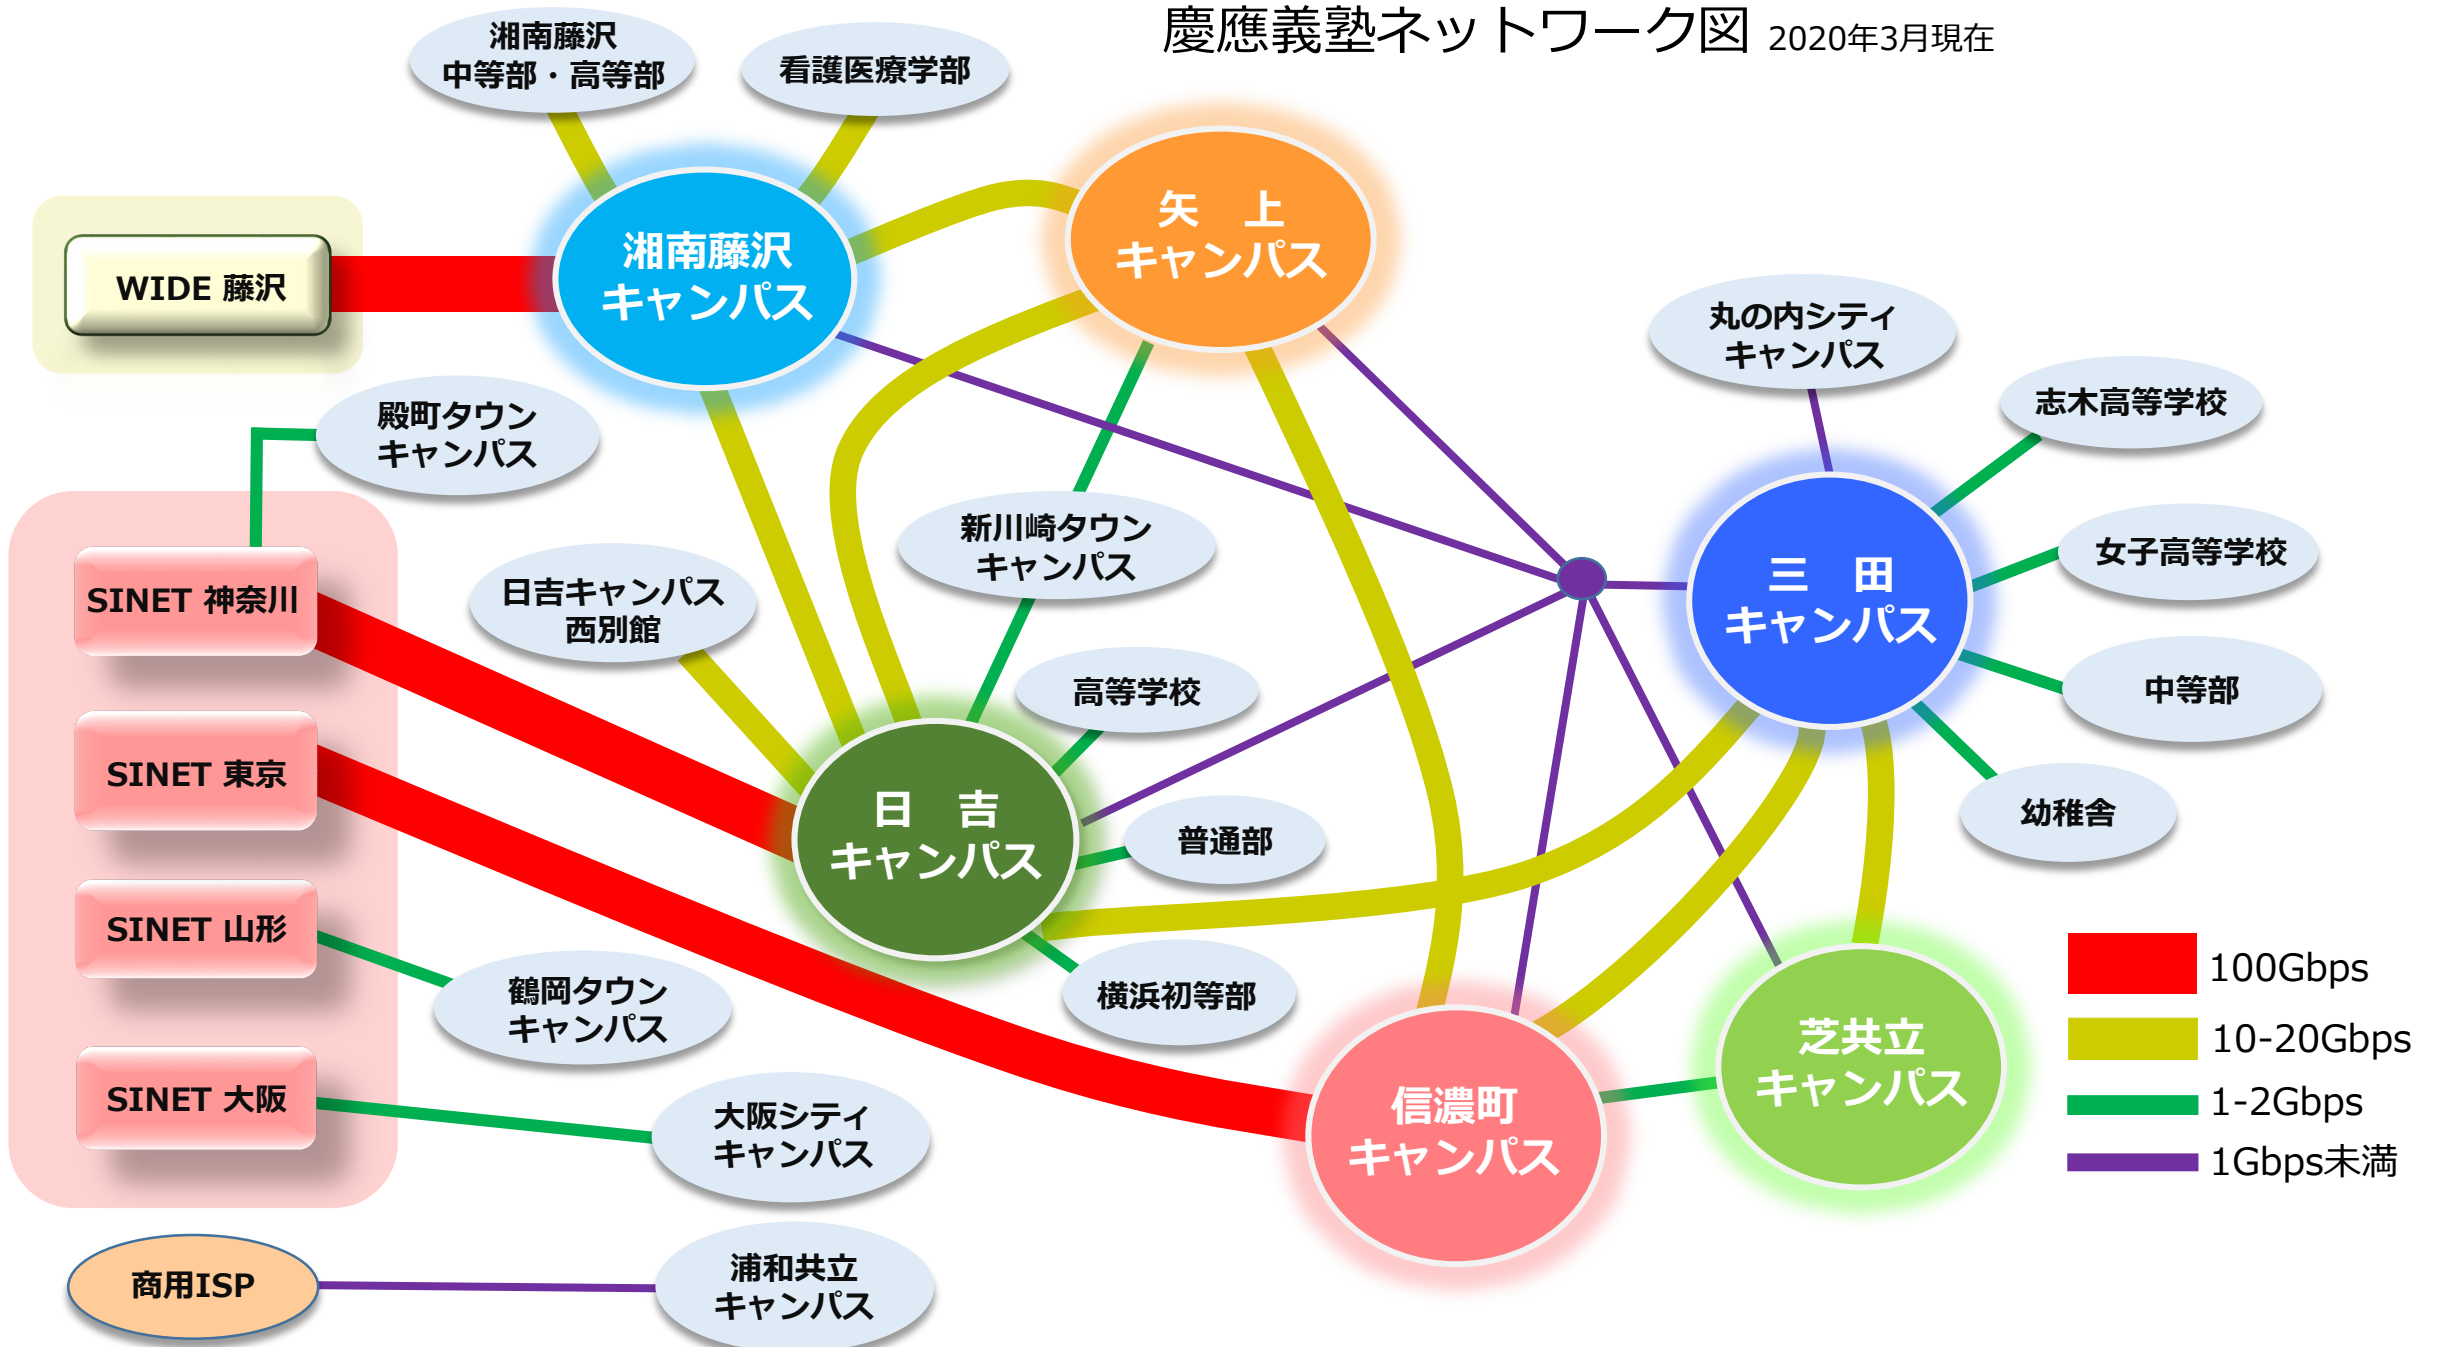 慶應義塾ネットワーク図 2020年3月現在
湘南藤沢
中等部・高等部
看護医療学部
WIDE 藤沢
湘南藤沢
キャンパス
矢 上
キャンパス
丸の内シティ
キャンパス
志木高等学校
殿町タウン
キャンパス
女子高等学校
新川崎タウン
キャンパス
SINET 神奈川
日吉キャンパス
西別館
三 田
キャンパス
高等学校
中等部
SINET 東京
日 吉
キャンパス
普通部
幼稚舎
SINET 山形
鶴岡タウン
キャンパス
横浜初等部
SINET 大阪
大阪シティ
キャンパス
信濃町
キャンパス
芝共立
キャンパス
商用ISP
浦和共立
キャンパス
100Gbps
10-20Gbps
1-2Gbps
1Gbps未満